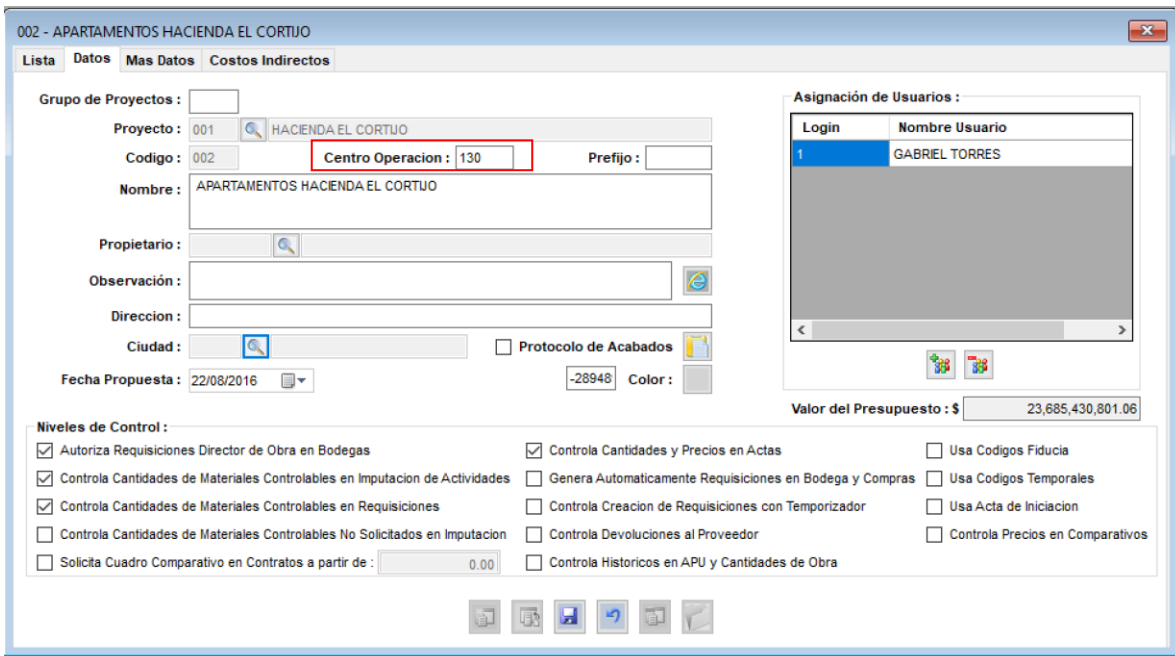 002 - APARTAMENTOS HACIENDA EL CORTIJO
Lista Datos Mas Datos Costos Indirectos
Grupo de Proyectos :
Proyecto : 001 HACIENDA EL CORTIJO
Codigo : 002 Centro Operacion : 130 Prefijo :
Nombre : APARTAMENTOS HACIENDA EL CORTIJO
Propietario :
Observación :
Direccion :
Ciudad : Protocolo de Acabados
Fecha Propuesta : 22/08/2016 -28948 Color :
Asignación de Usuarios :
Login Nombre Usuario
1 GABRIEL TORRES
Valor del Presupuesto : $ 23,685,430,801.06
Niveles de Control :
Autoriza Requisiciones Director de Obra en Bodegas
Controla Cantidades de Materiales Controlables en Imputacion de Actividades
Controla Cantidades de Materiales Controlables en Requisiciones
Controla Cantidades de Materiales Controlables No Solicitados en Imputacion
Solicita Cuadro Comparativo en Contratos a partir de : 0.00
Controla Cantidades y Precios en Actas
Genera Automaticamente Requisiciones en Bodega y Compras
Controla Creacion de Requisiciones con Temporizador
Controla Devoluciones al Proveedor
Controla Historicos en APU y Cantidades de Obra
Usa Codigos Fiducia
Usa Codigos Temporales
Usa Acta de Iniciacion
Controla Precios en Comparativos